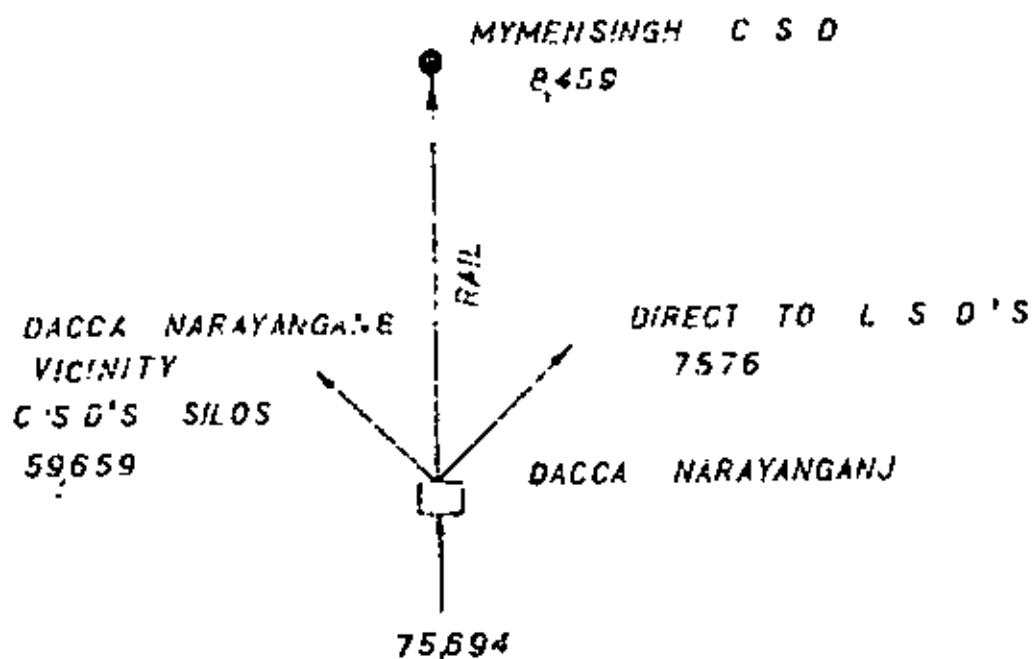 MYMENSINGH C S D
8,459
RAIL
DACCA NARAYANGANJ
VICINITY
C S D'S SILOS
59,659
DIRECT TO L S D'S
7576
DACCA NARAYANGANJ
75,694